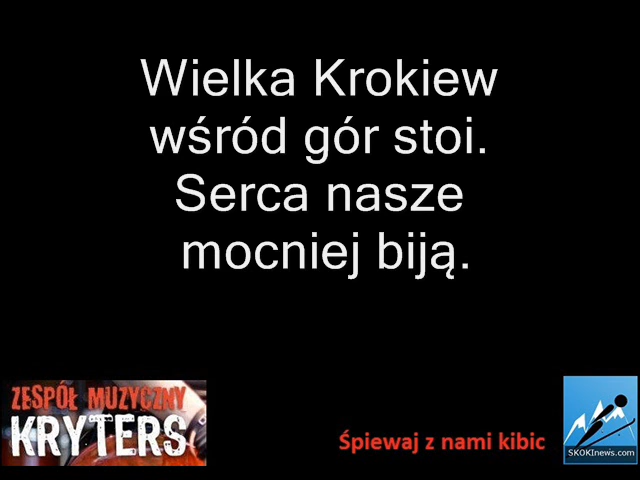 Wielka Krokiew
wśród gór stoi.
Serca nasze
mocniej biją.
ZESPÓŁ MUZYCZNY
KRYTERS
Śpiewaj z nami kibic
SKOKInews.com